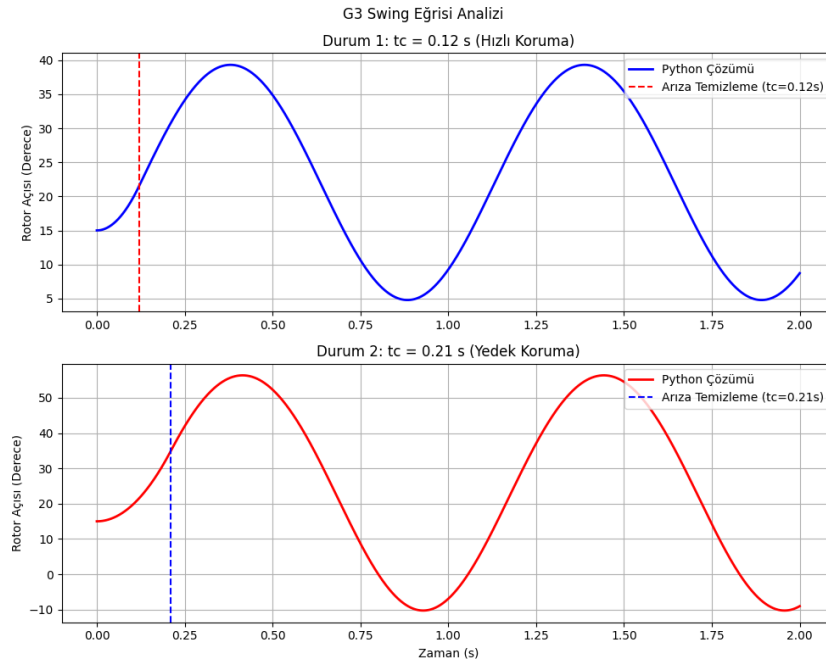 G3 Swing Eğrisi Analizi
Durum 1: tc = 0.12 s (Hızlı Koruma)
Python Çözümü
Arıza Temizleme (tc=0.12s)
Rotor Açısı (Derece)
40
35
30
25
20
15
10
5
0.00 0.25 0.50 0.75 1.00 1.25 1.50 1.75 2.00
Durum 2: tc = 0.21 s (Yedek Koruma)
Python Çözümü
Arıza Temizleme (tc=0.21s)
Rotor Açısı (Derece)
50
40
30
20
10
0
−10
0.00 0.25 0.50 0.75 1.00 1.25 1.50 1.75 2.00
Zaman (s)